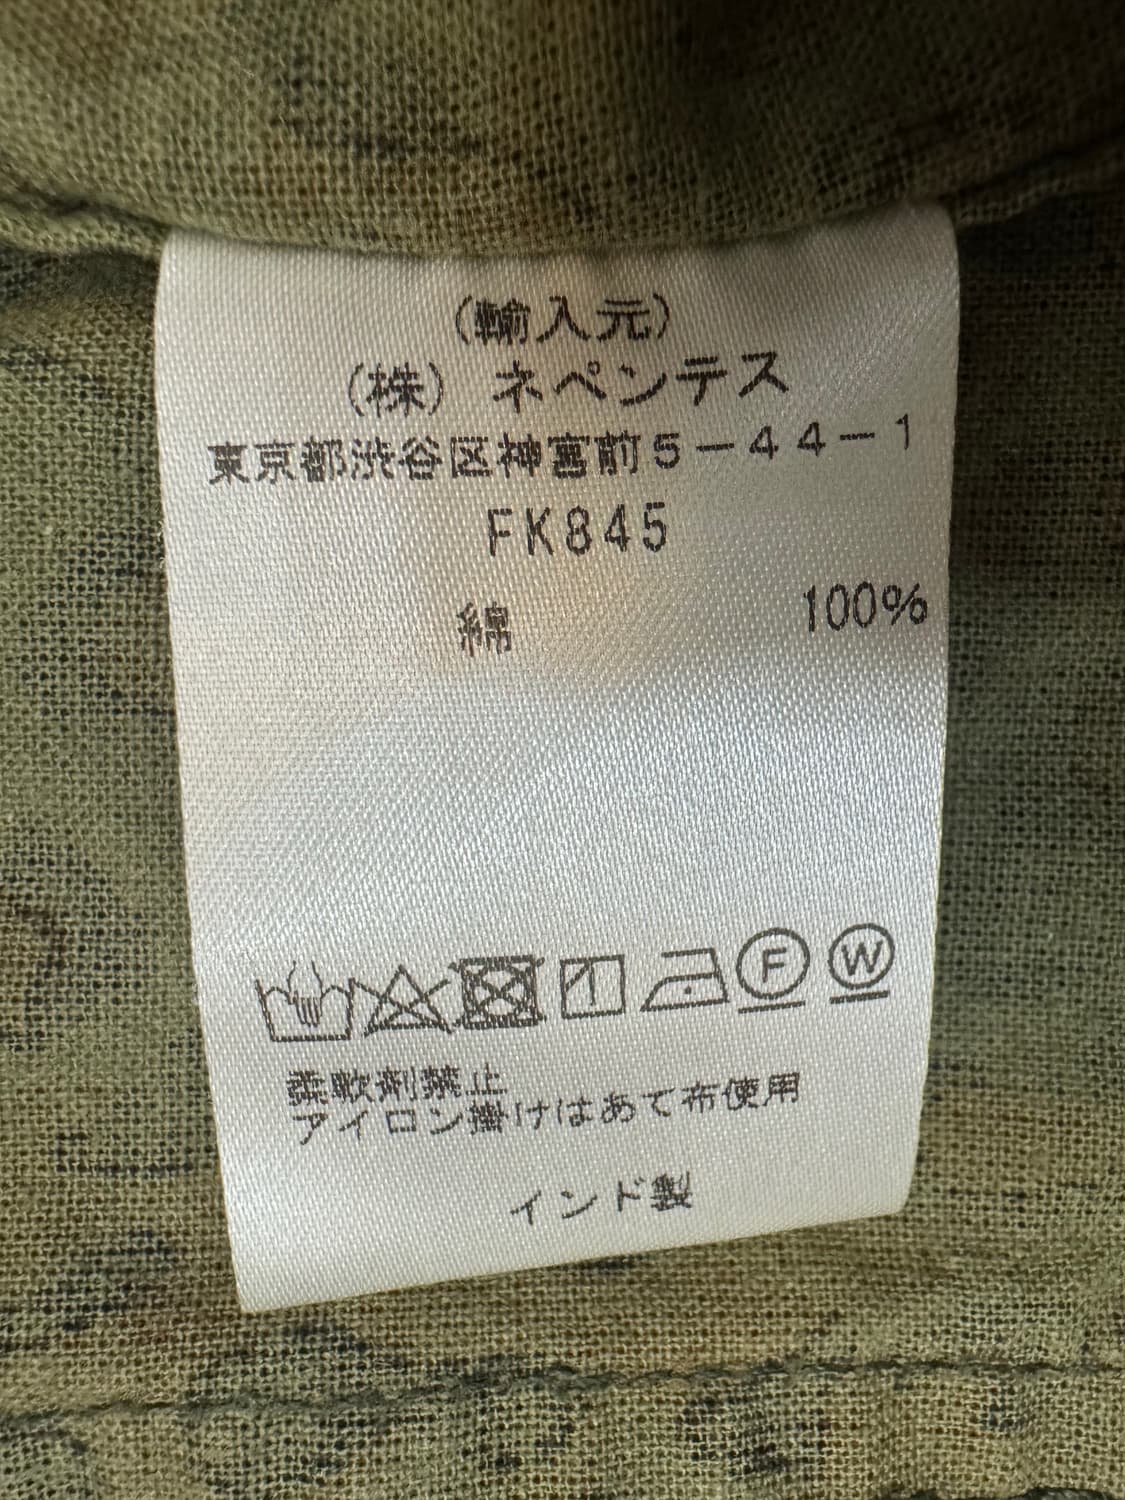 (輸入元)
(株) ネペンテス
東京都渋谷区神宮前5-44-1
FK845
綿 100%
F W
柔軟剤禁止
アイロン掛けはあて布使用
インド製